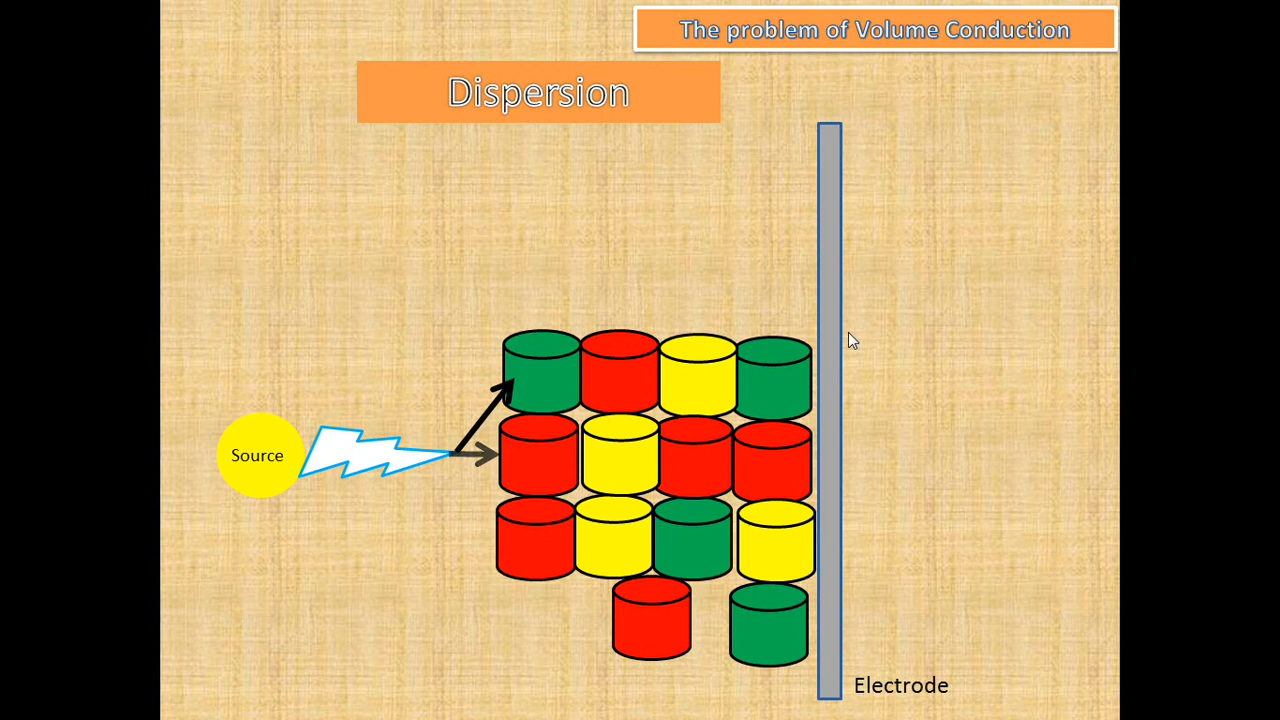 The problem of Volume Conduction
Dispersion
Source
Electrode